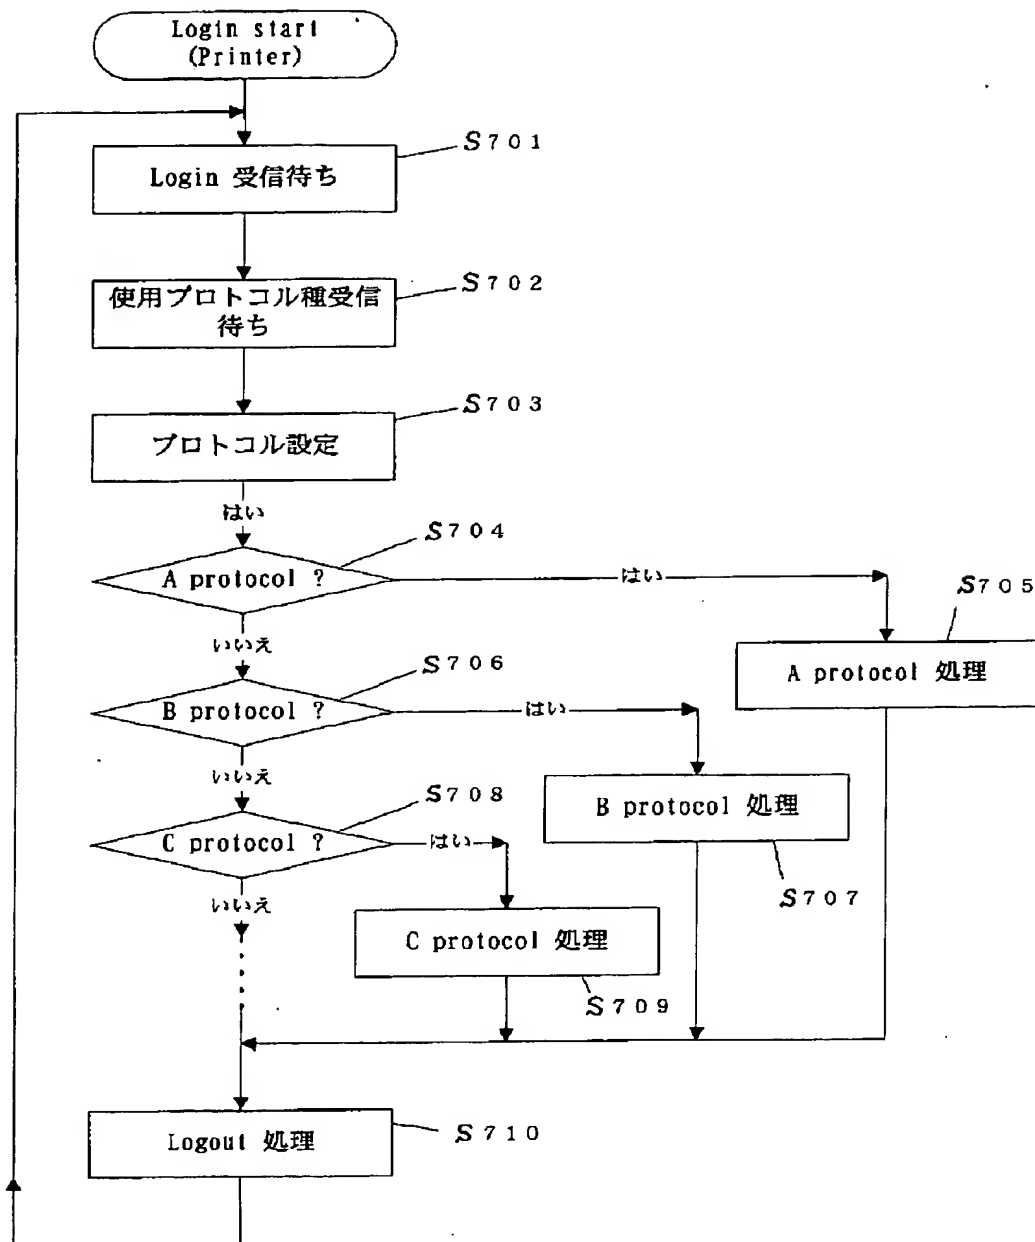 Login start
(Printer)
S701
Login 受信待ち
S702
使用プロトコル種受信
待ち
S703
プロトコル設定
はい
S704
A protocol ?
はい
S705
A protocol 処理
いいえ
S706
B protocol ?
はい
B protocol 処理
S707
いいえ
S708
C protocol ?
はい
C protocol 処理
S709
いいえ
Logout 処理
S710